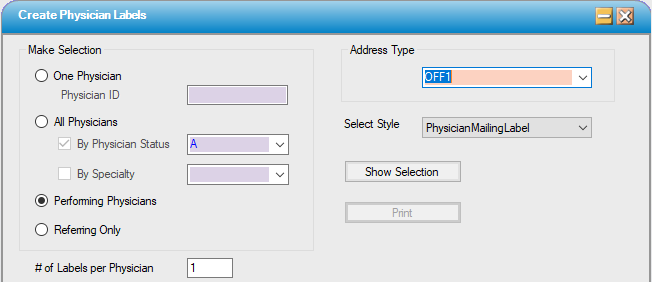 Create Physician Labels
Make Selection
One Physician
Physician ID
All Physicians
By Physician Status
A
By Specialty
Performing Physicians
Referring Only
# of Labels per Physician
1
Address Type
OFF1
Select Style
PhysicianMailingLabel
Show Selection
Print